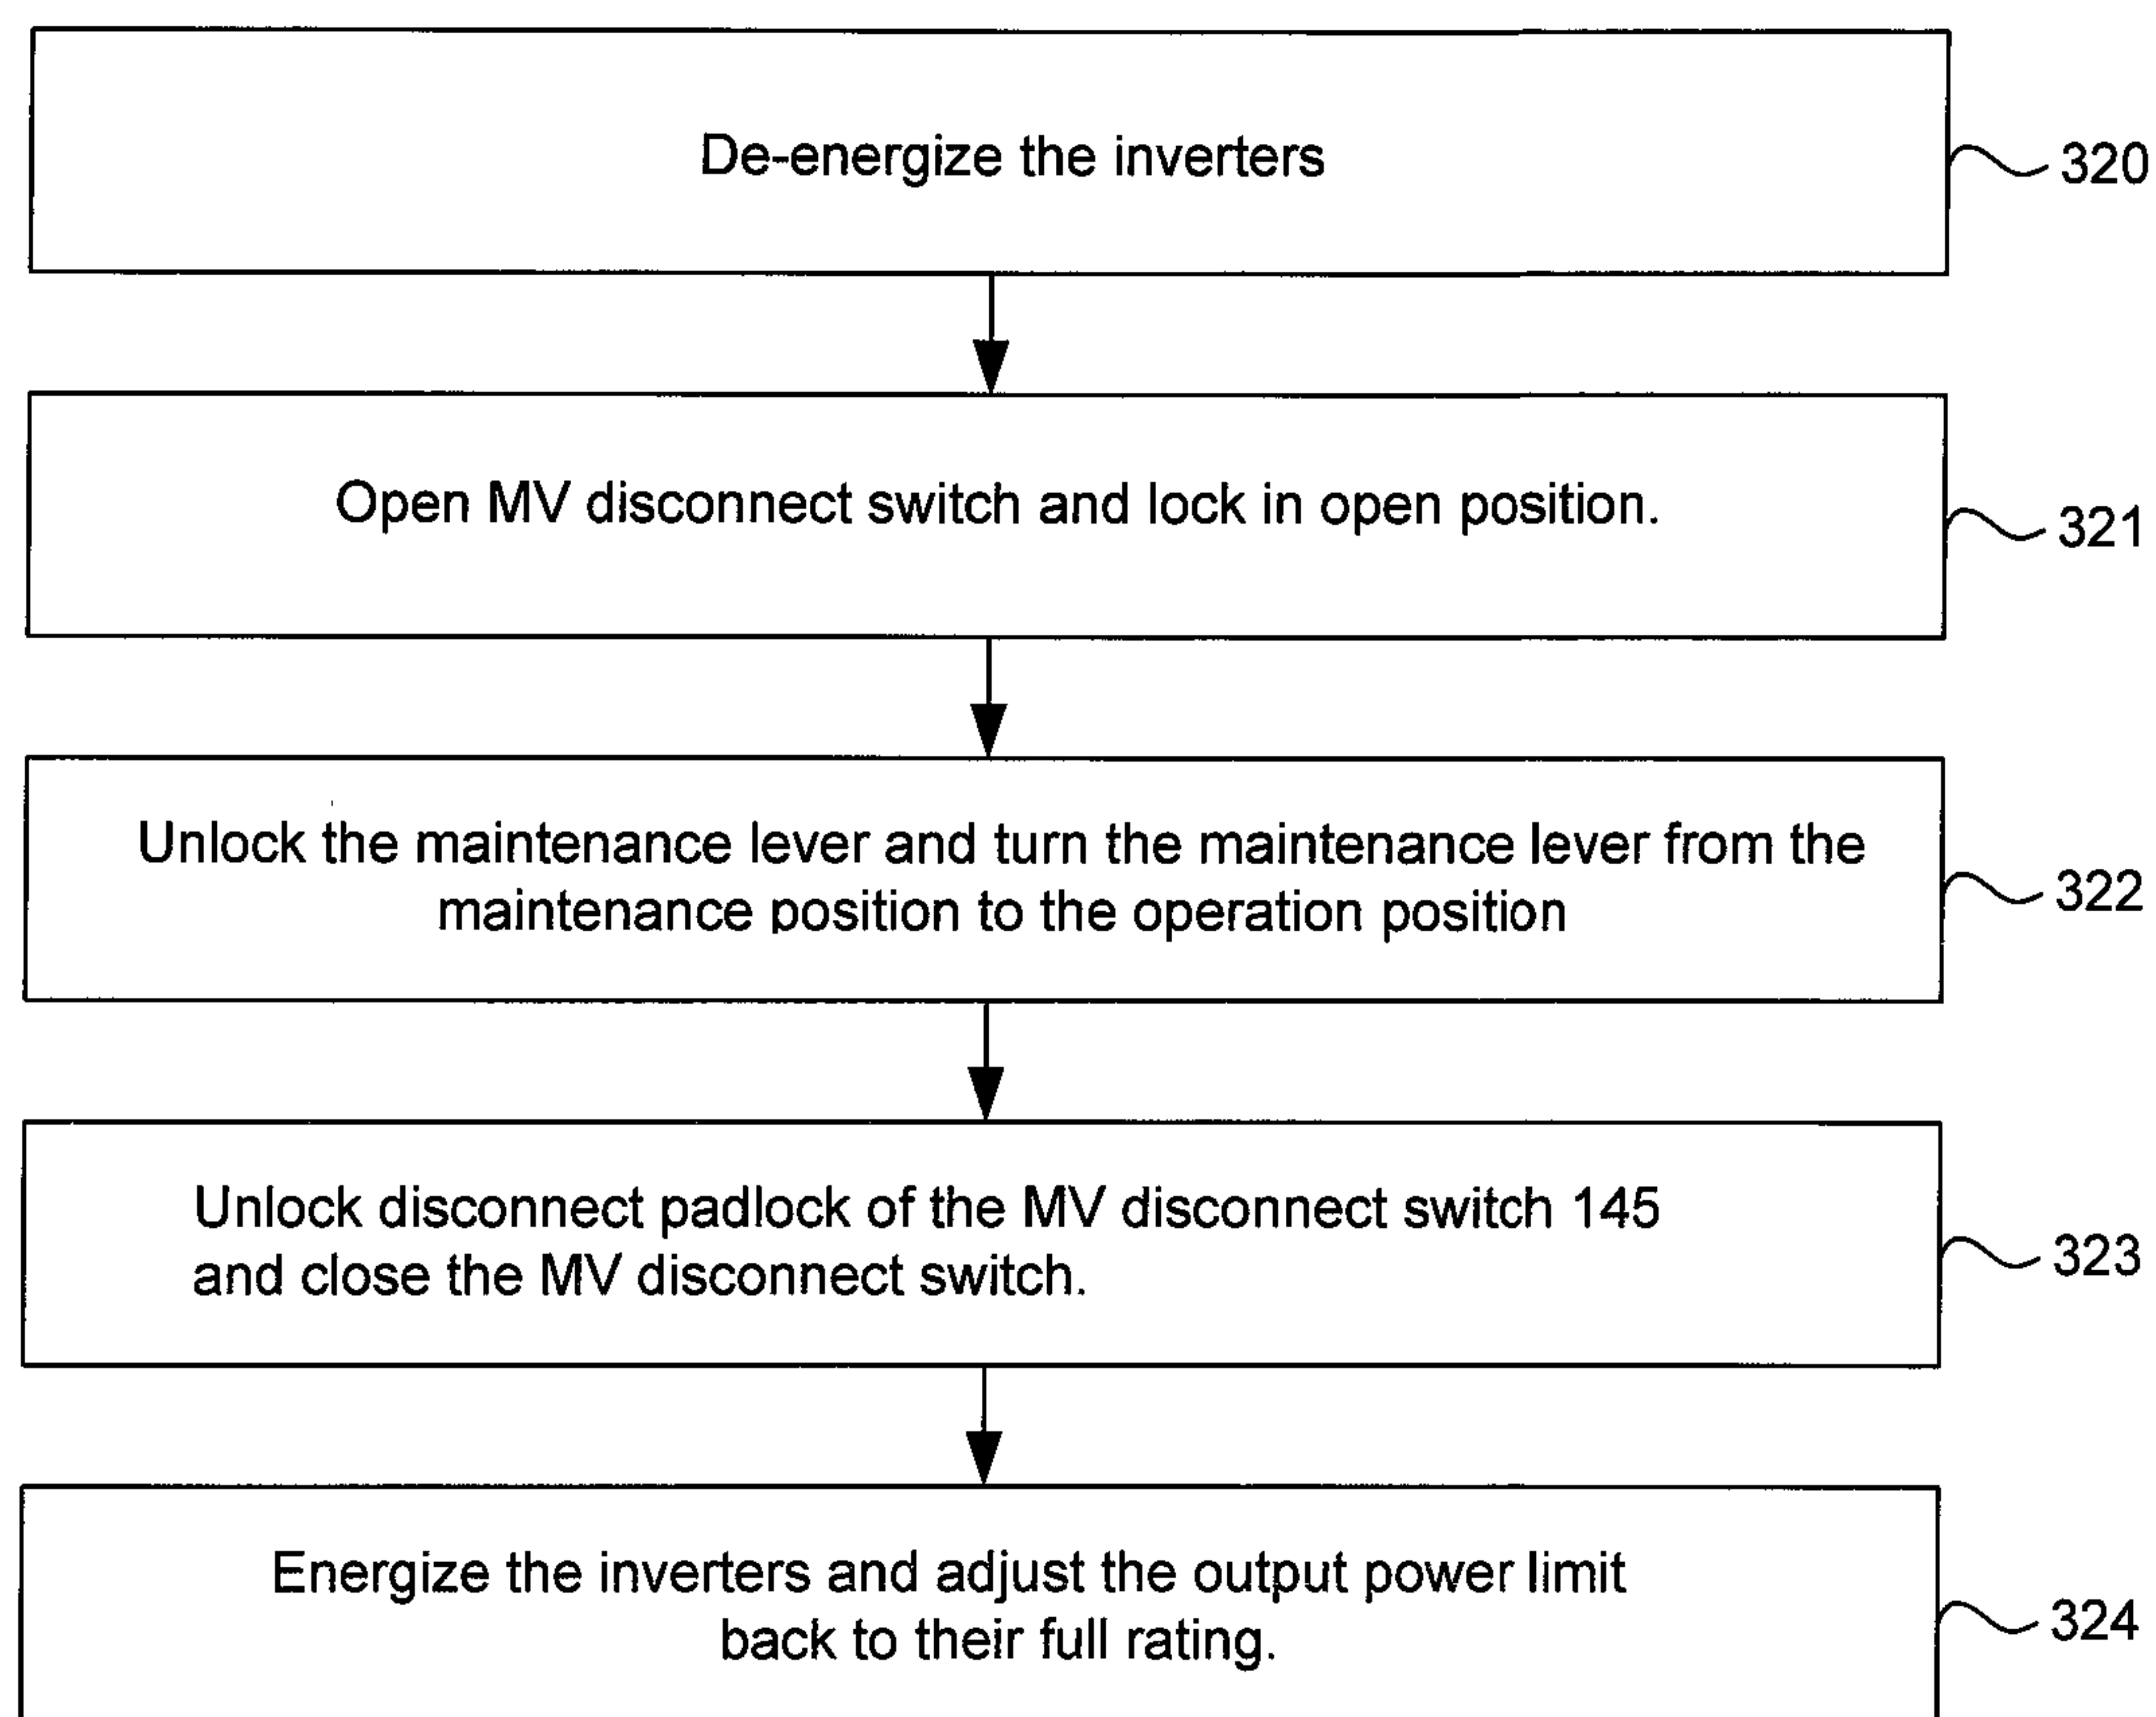 De-energize the inverters
320
Open MV disconnect switch and lock in open position.
321
Unlock the maintenance lever and turn the maintenance lever from the
maintenance position to the operation position
322
Unlock disconnect padlock of the MV disconnect switch 145
and close the MV disconnect switch.
323
Energize the inverters and adjust the output power limit
back to their full rating.
324